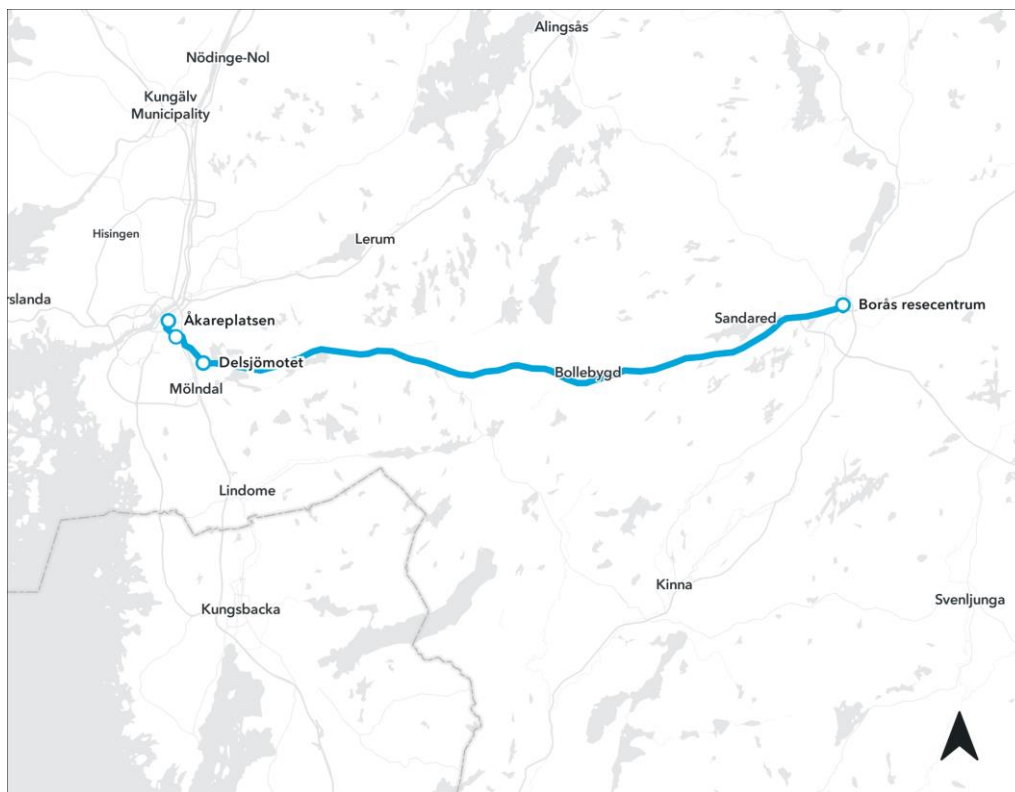 Alingsås
Nödinge-Nol
Kungälv
Municipality
Hisingen
Lerum
rslanda
Åkareplatsen
Borås resecentrum
Sandared
Delsjömotet
Bollebygd
Mölndal
Lindome
Kinna
Kungsbacka
Svenljunga